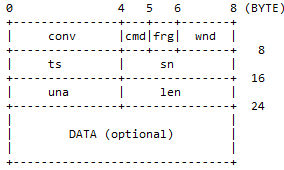 0               4   5   6       8 (BYTE)
+---------------+---+---+-------+
|     conv      |cmd|frg|  wnd  |
+---------------+---+---+-------+   8
|     ts        |     sn        |
+---------------+---------------+  16
|     una       |     len       |
+---------------+---------------+  24
|                               |
|        DATA (optional)        |
|                               |
+-------------------------------+